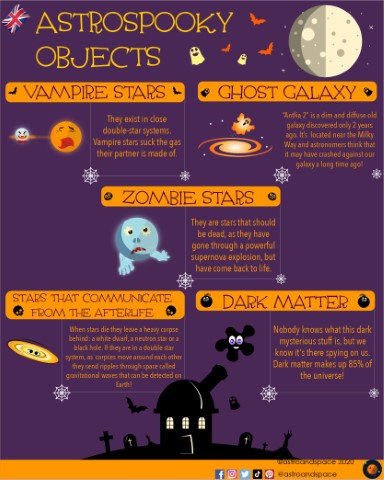 ASTROSPOOKY
OBJECTS
VAMPIRE STARS
They exist in close
double-star systems.
Vampire stars suck the gas
their partner is made of.
GHOST GALAXY
"Antlia 2" is a dim and diffuse old
galaxy discovered only 2 years
ago. It's located near the Milky
Way and astronomers think that
it may have crashed against our
galaxy a long time ago!
ZOMBIE STARS
They are stars that should
be dead, as they have
gone through a powerful
supernova explosion, but
have come back to life.
STARS THAT COMMUNICATE
FROM THE AFTERLIFE
When stars die they leave a heavy corpse
behind: a white dwarf, a neutron star or a
black hole. If they are in a double star
system, as corpses move around each other
they send ripples through space called
gravitational waves that can be detected on
Earth!
DARK MATTER
Nobody knows what this dark
mysterious stuff is, but we
know it's there spying on us.
Dark matter makes up 85% of
the universe!
@astroandspace 2020
@astroandspace